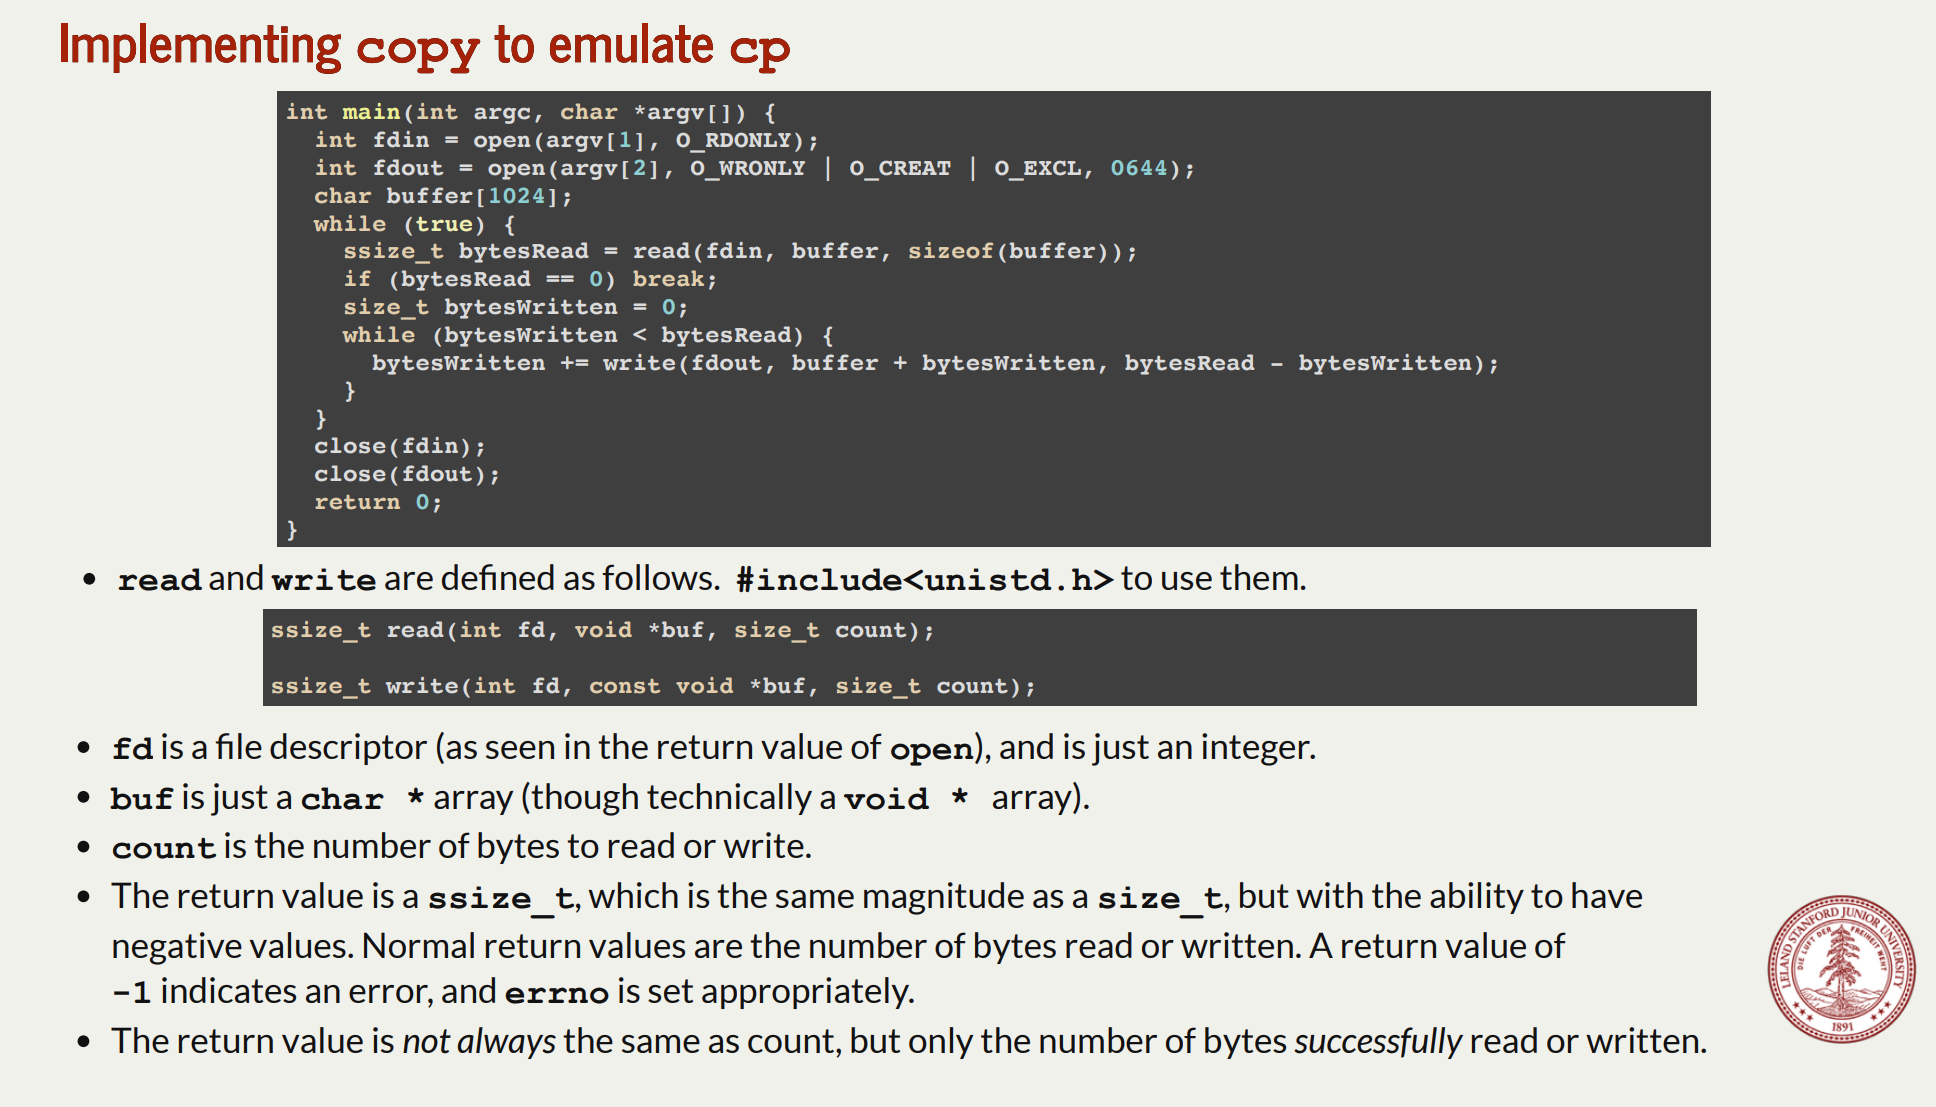 Implementing copy to emulate cp
int main(int argc, char *argv[]) {
  int fdin = open(argv[1], O_RDONLY);
  int fdout = open(argv[2], O_WRONLY | O_CREAT | O_EXCL, 0644);
  char buffer[1024];
  while (true) {
    ssize_t bytesRead = read(fdin, buffer, sizeof(buffer));
    if (bytesRead == 0) break;
    size_t bytesWritten = 0;
    while (bytesWritten < bytesRead) {
      bytesWritten += write(fdout, buffer + bytesWritten, bytesRead - bytesWritten);
    }
  }
  close(fdin);
  close(fdout);
  return 0;
}
• read and write are defined as follows. #include<unistd.h> to use them.
ssize_t read(int fd, void *buf, size_t count);
ssize_t write(int fd, const void *buf, size_t count);
• fd is a file descriptor (as seen in the return value of open), and is just an integer.
• buf is just a char * array (though technically a void * array).
• count is the number of bytes to read or write.
• The return value is a ssize_t, which is the same magnitude as a size_t, but with the ability to have
negative values. Normal return values are the number of bytes read or written. A return value of
-1 indicates an error, and errno is set appropriately.
• The return value is not always the same as count, but only the number of bytes successfully read or written.
LELAND STANFORD JUNIOR UNIVERSITY
DIE LUFT DER FREIHEIT WEHT
1891